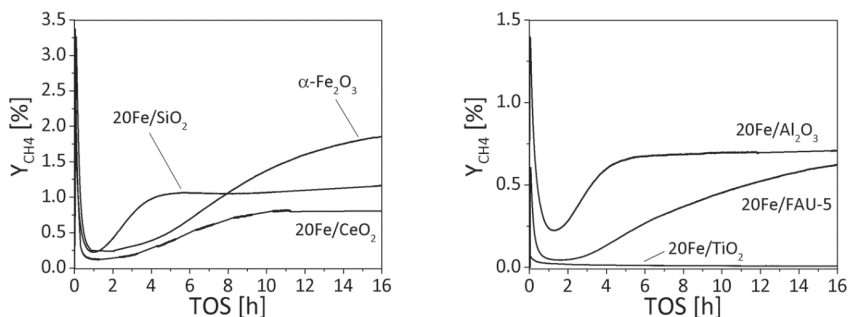 3.5
3.0
2.5
2.0
1.5
1.0
0.5
0.0
Y_CH4 [%]
α-Fe₂O₃
20Fe/SiO₂
20Fe/CeO₂
0 2 4 6 8 10 12 14 16
TOS [h]
1.5
1.0
0.5
0.0
Y_CH4 [%]
20Fe/Al₂O₃
20Fe/FAU-5
20Fe/TiO₂
0 2 4 6 8 10 12 14 16
TOS [h]